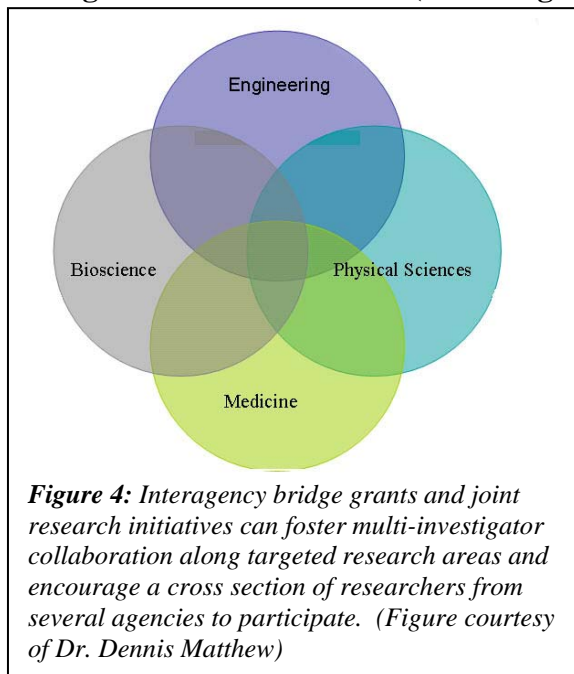 Engineering
Bioscience
Physical Sciences
Medicine
Figure 4: Interagency bridge grants and joint
research initiatives can foster multi-investigator
collaboration along targeted research areas and
encourage a cross section of researchers from
several agencies to participate. (Figure courtesy
of Dr. Dennis Matthew)